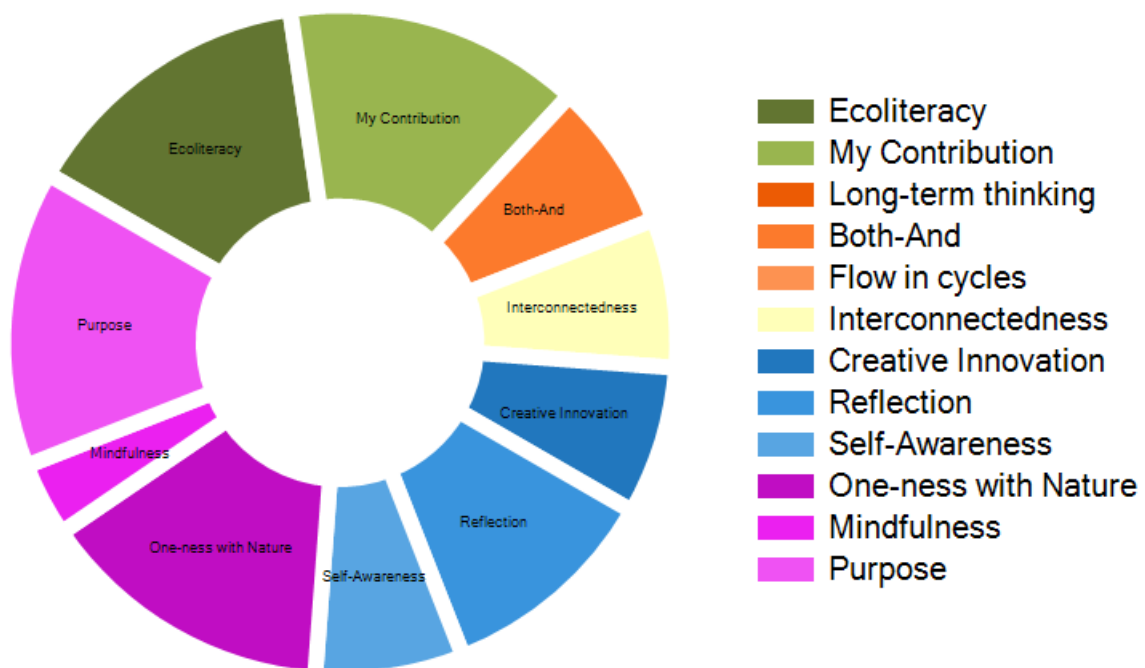 My Contribution
Ecoliteracy
Both-And
Interconnectedness
Purpose
Creative Innovation
Mindfulness
Reflection
One-ness with Nature
Self-Awareness
Ecoliteracy
My Contribution
Long-term thinking
Both-And
Flow in cycles
Interconnectedness
Creative Innovation
Reflection
Self-Awareness
One-ness with Nature
Mindfulness
Purpose